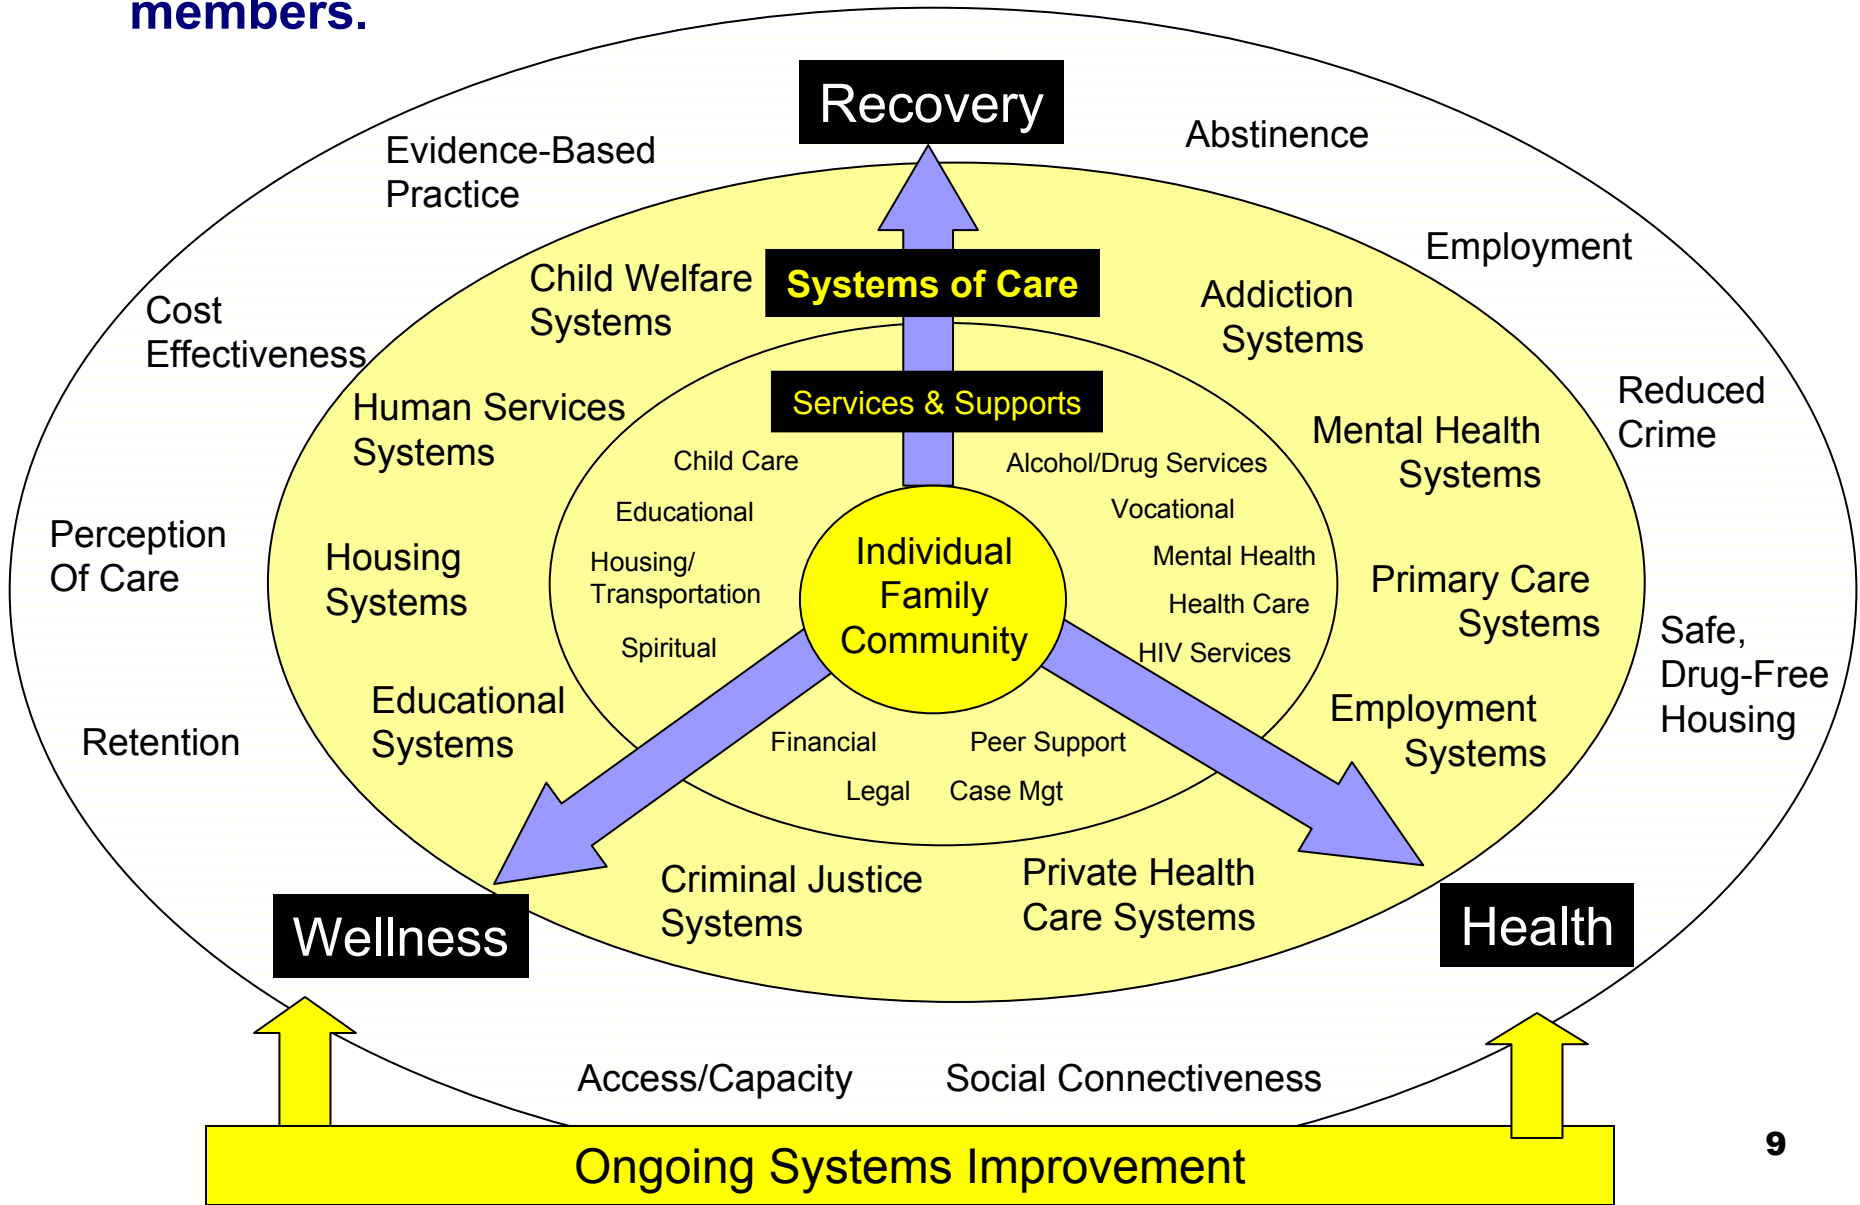 members.
Recovery
Evidence-Based
Practice
Abstinence
Employment
Child Welfare
Systems
Systems of Care
Addiction
Systems
Cost
Effectiveness
Reduced
Crime
Human Services
Systems
Services & Supports
Mental Health
Systems
Child Care
Alcohol/Drug Services
Educational
Vocational
Perception
Of Care
Housing
Systems
Housing/
Transportation
Individual
Family
Community
Mental Health
Health Care
Primary Care
Systems
Spiritual
HIV Services
Safe,
Drug-Free
Housing
Educational
Systems
Employment
Systems
Retention
Financial
Peer Support
Legal
Case Mgt
Criminal Justice
Systems
Private Health
Care Systems
Wellness
Health
Access/Capacity
Social Connectiveness
Ongoing Systems Improvement
9